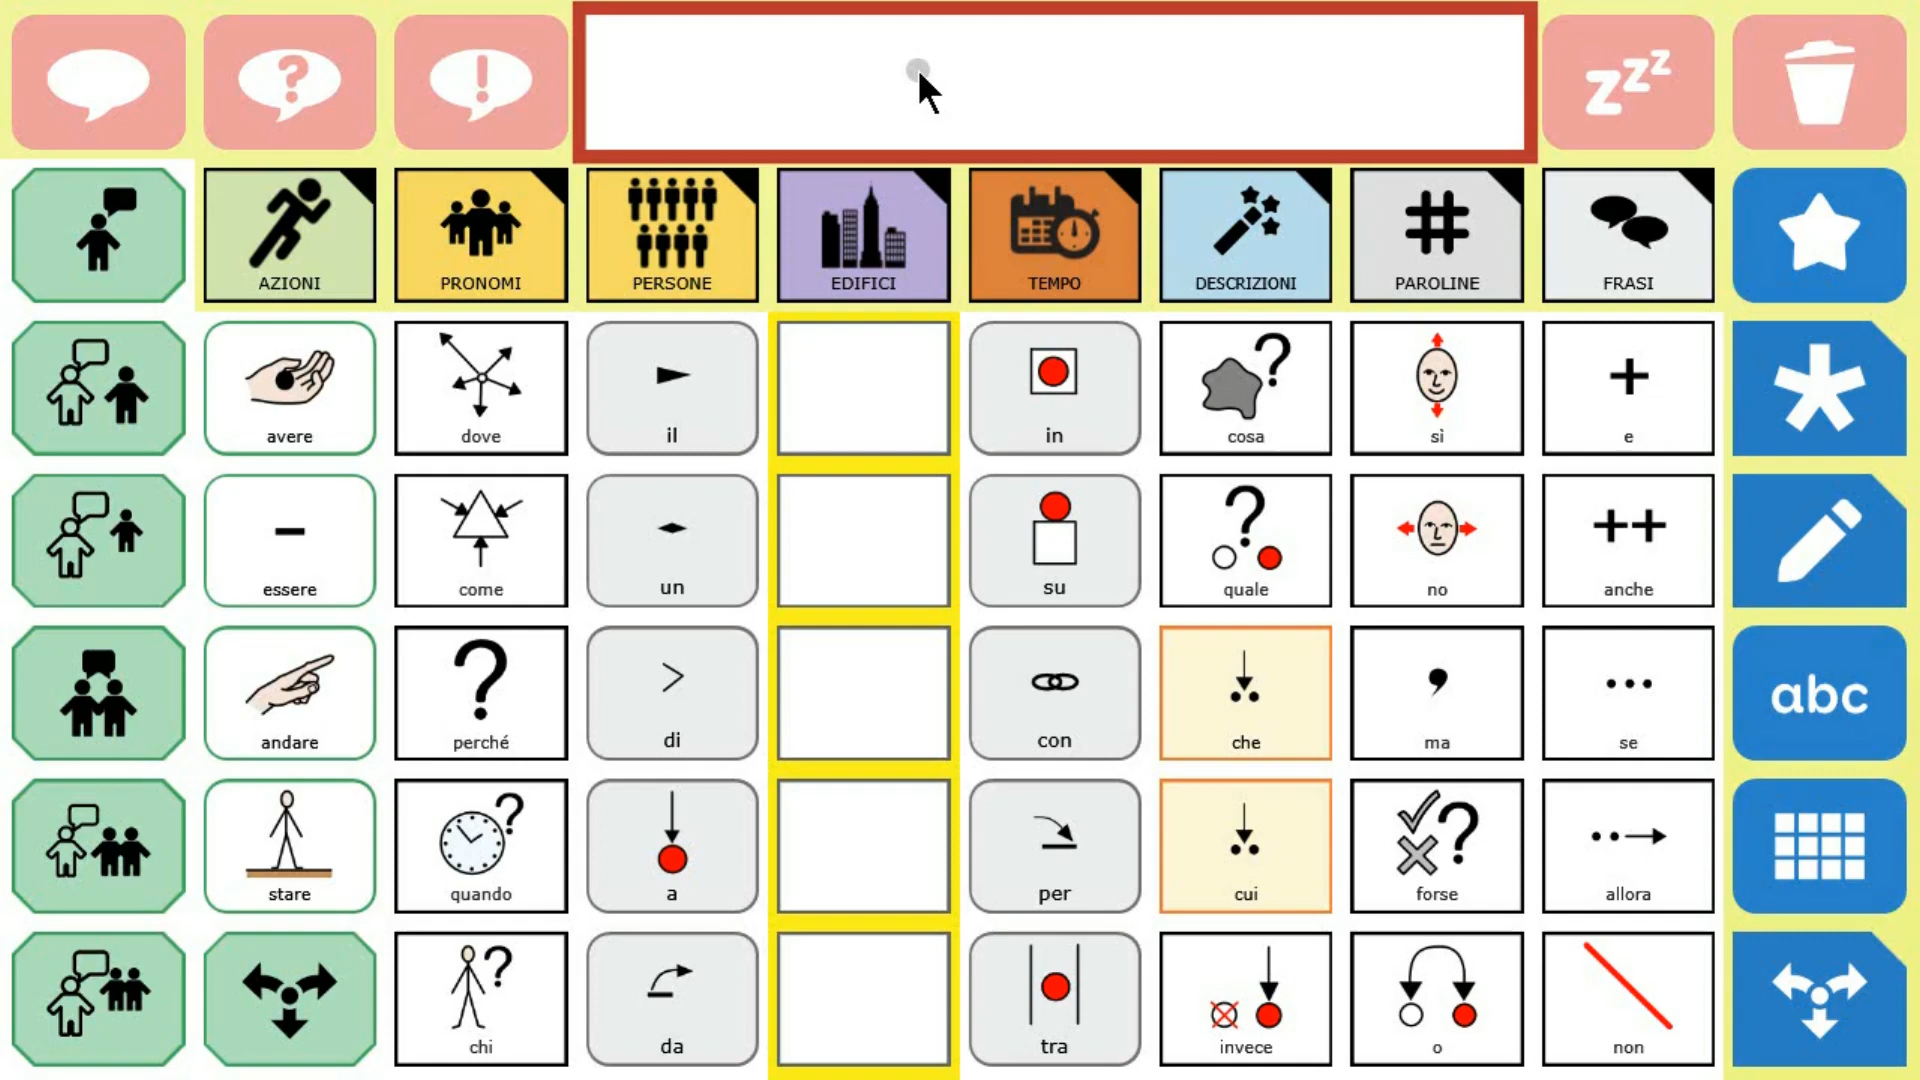 ? ! zzz
AZIONI PRONOMI PERSONE EDIFICI TEMPO DESCRIZIONI PAROLINE FRASI
avere dove il in cosa sì e
essere come un su quale no anche
andare perché di con che ma se
abc
stare quando a per cui forse allora
chi da tra invece o non